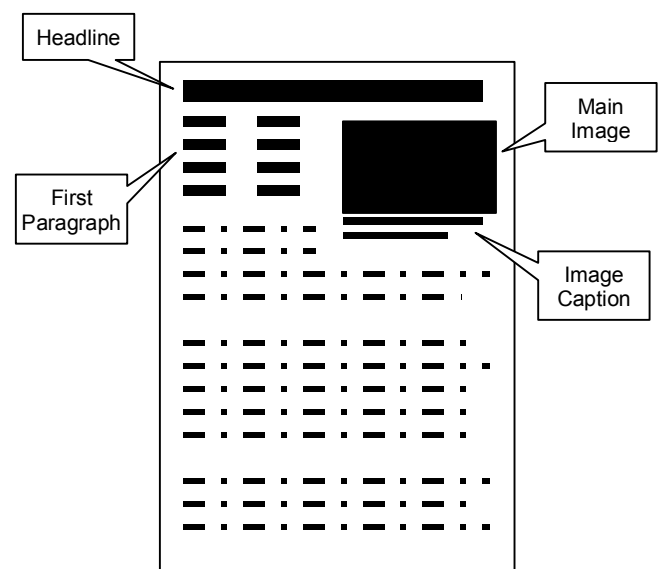 Headline
Main
Image
First
Paragraph
Image
Caption